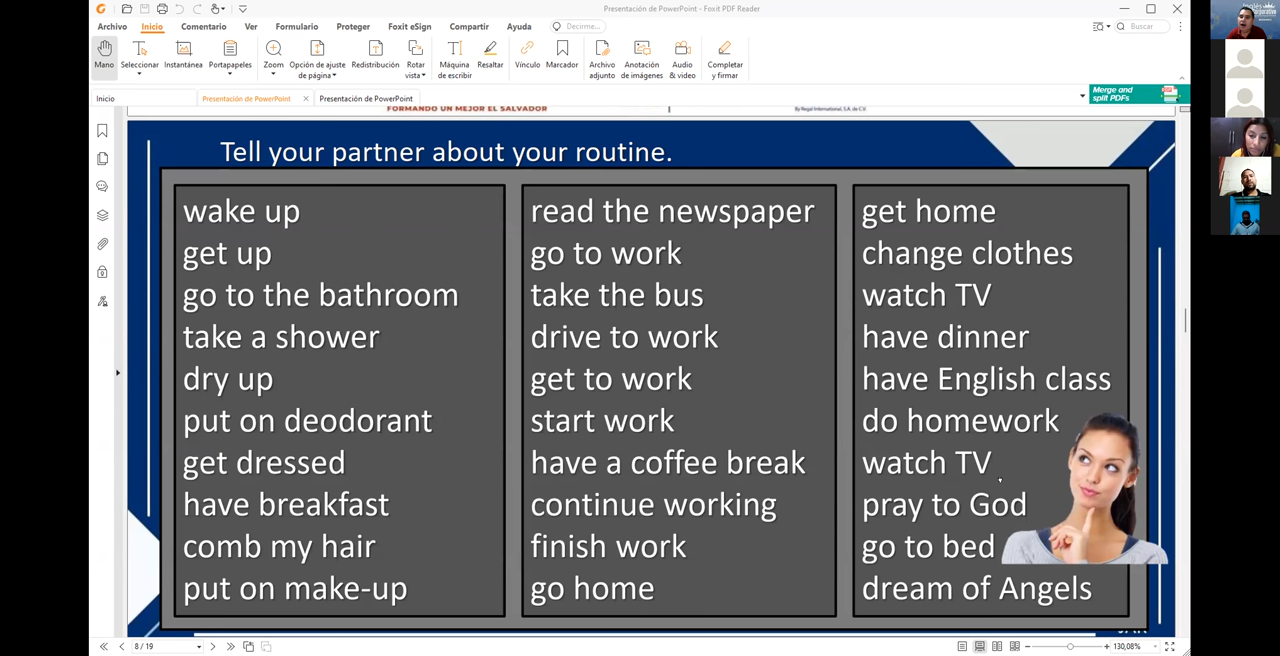 Presentación de PowerPoint - Foxit PDF Reader
Archivo Inicio Comentario Ver Formulario Proteger Foxit eSign Compartir Ayuda Decirme... Buscar
Mano Seleccionar Instantánea Portapapeles Zoom Opción de ajuste de página Redistribución Rotar vista Máquina de escribir Resaltar Vínculo Marcador Archivo adjunto Anotación de imágenes Audio & video Completar y firmar
Inicio Presentación de PowerPoint Presentación de PowerPoint
Merge and split PDFs
FORMANDO UN MEJOR EL SALVADOR
By Regal International, S.A. de C.V.
Tell your partner about your routine.
wake up
get up
go to the bathroom
take a shower
dry up
put on deodorant
get dressed
have breakfast
comb my hair
put on make-up
read the newspaper
go to work
take the bus
drive to work
get to work
start work
have a coffee break
continue working
finish work
go home
get home
change clothes
watch TV
have dinner
have English class
do homework
watch TV
pray to God
go to bed
dream of Angels
8 / 19
130,08%